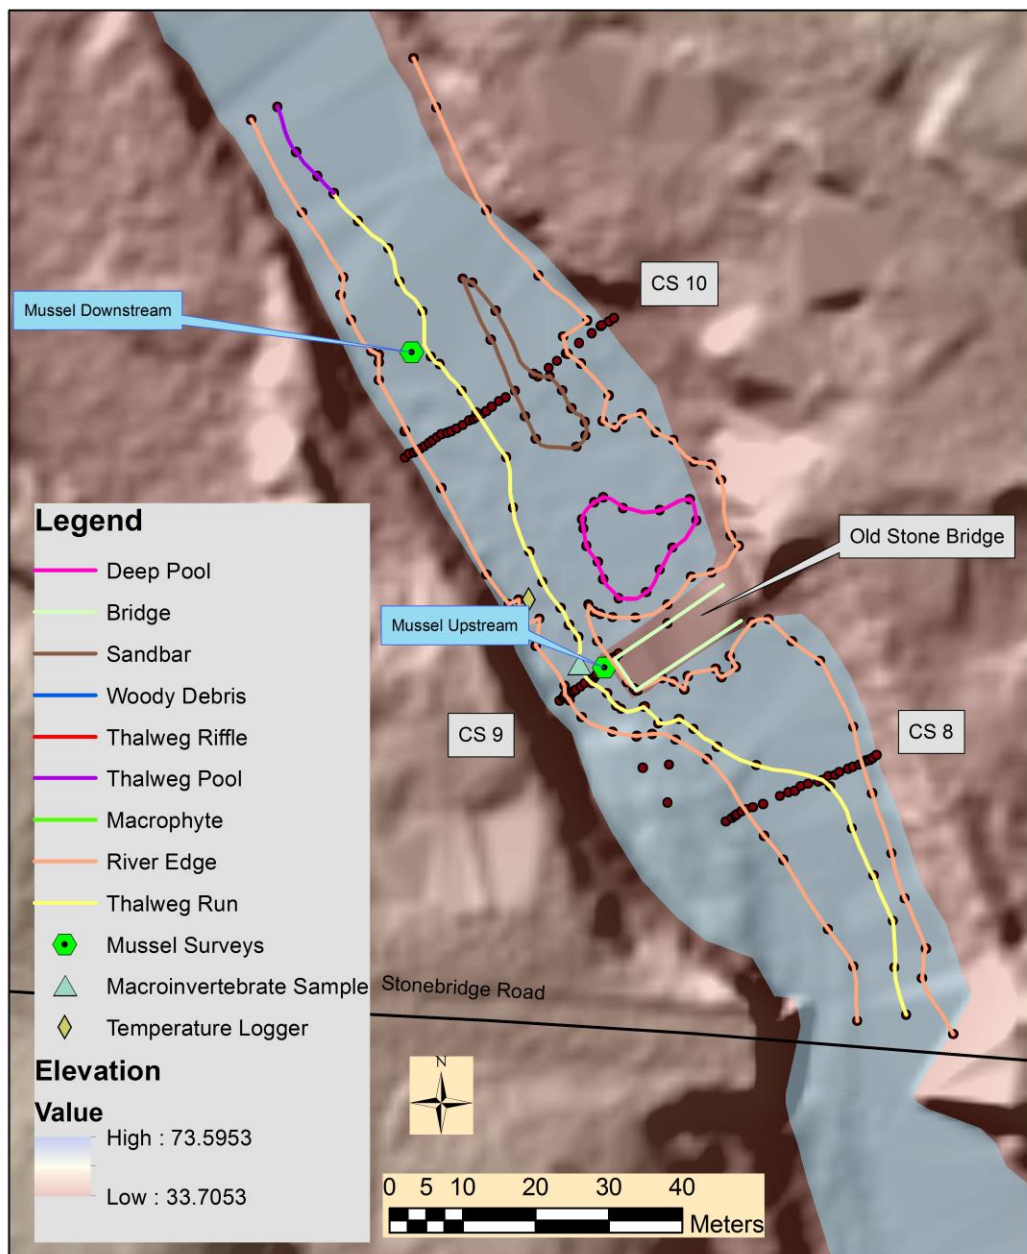 CS 10
Mussel Downstream
Legend
Deep Pool
Bridge
Sandbar
Woody Debris
Thalweg Riffle
Thalweg Pool
Macrophyte
River Edge
Thalweg Run
Mussel Surveys
Macroinvertebrate Sample
Temperature Logger
Elevation
Value
High : 73.5953
Low : 33.7053
Old Stone Bridge
Mussel Upstream
CS 9
CS 8
Stonebridge Road
N
0 5 10 20 30 40
Meters